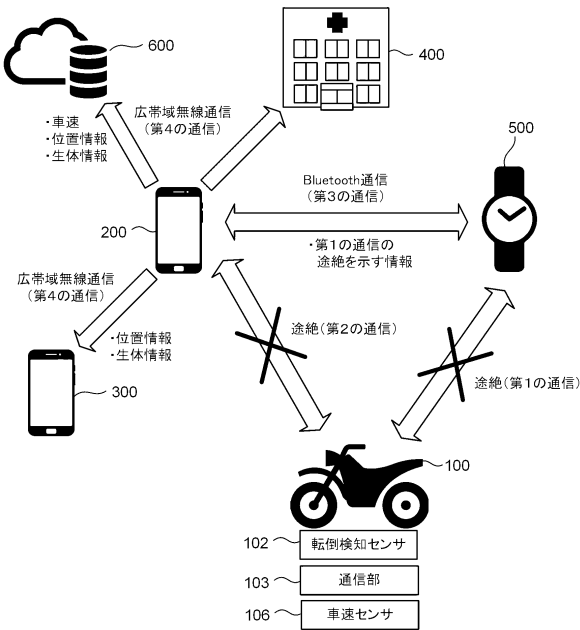 600
400
・車速
・位置情報
・生体情報
広帯域無線通信
(第4の通信)
500
Bluetooth通信
(第3の通信)
200
・第1の通信の
途絶を示す情報
広帯域無線通信
(第4の通信)
・位置情報
・生体情報
途絶(第2の通信)
途絶(第1の通信)
300
100
102
転倒検知センサ
103
通信部
106
車速センサ